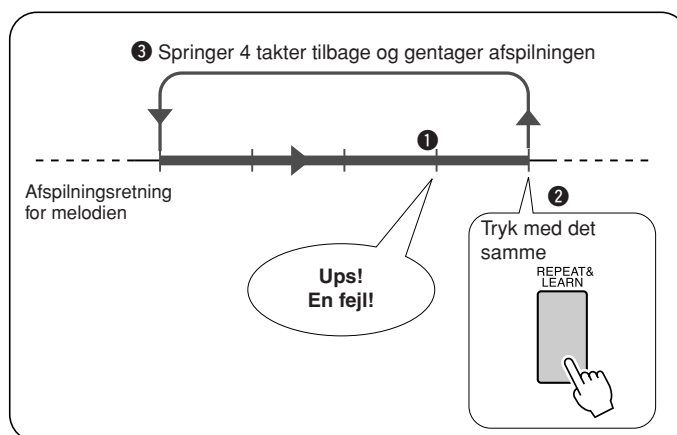 ❸ Springer 4 takter tilbage og gentager afspilningen
❶
Afspilningsretning
for melodien
Ups!
En fejl!
❷
Tryk med det
samme
REPEAT&
LEARN